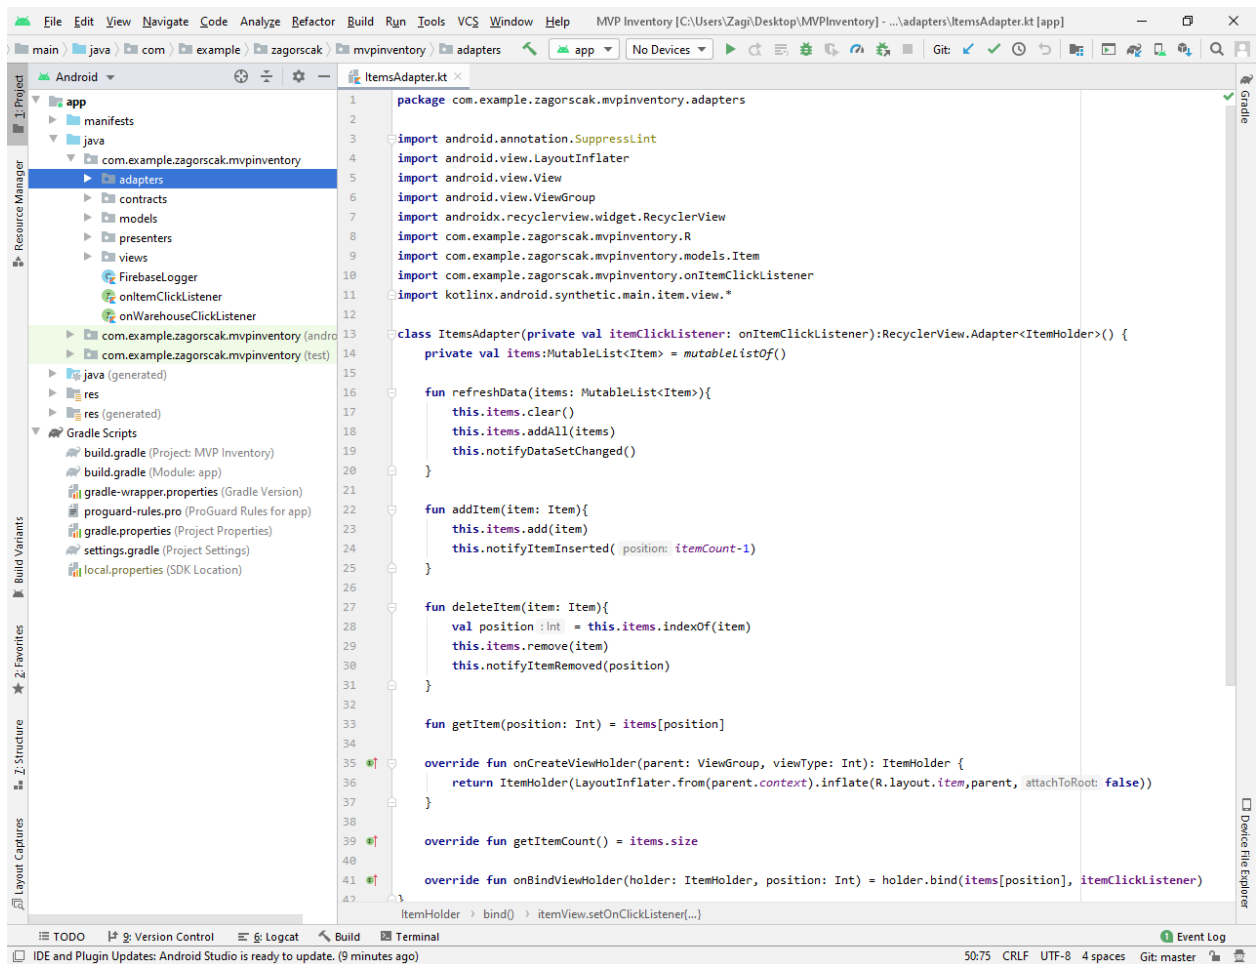 File Edit View Navigate Code Analyze Refactor Build Run Tools VCS Window Help MVP Inventory [C:\Users\Zagi\Desktop\MVPInventory] - ...\adapters\ItemsAdapter.kt [app]
main java com example zagorscak mvpinventory adapters app No Devices Git:
Android ItemsAdapter.kt
1: Project
Resource Manager
Build Variants
2: Favorites
7: Structure
Layout Captures
app
manifests
java
com.example.zagorscak.mvpinventory
adapters
contracts
models
presenters
views
FirebaseLogger
onItemClickListener
onWarehouseClickListener
com.example.zagorscak.mvpinventory (andro
com.example.zagorscak.mvpinventory (test)
java (generated)
res
res (generated)
Gradle Scripts
build.gradle (Project: MVP Inventory)
build.gradle (Module: app)
gradle-wrapper.properties (Gradle Version)
proguard-rules.pro (ProGuard Rules for app)
gradle.properties (Project Properties)
settings.gradle (Project Settings)
local.properties (SDK Location)
1 package com.example.zagorscak.mvpinventory.adapters
2
3 import android.annotation.SuppressLint
4 import android.view.LayoutInflater
5 import android.view.View
6 import android.view.ViewGroup
7 import androidx.recyclerview.widget.RecyclerView
8 import com.example.zagorscak.mvpinventory.R
9 import com.example.zagorscak.mvpinventory.models.Item
10 import com.example.zagorscak.mvpinventory.onItemClickListener
11 import kotlinx.android.synthetic.main.item.view.*
12
13 class ItemsAdapter(private val itemClickListener: onItemClickListener):RecyclerView.Adapter<ItemHolder>() {
14 private val items:MutableList<Item> = mutableListOf()
15
16 fun refreshData(items: MutableList<Item>){
17 this.items.clear()
18 this.items.addAll(items)
19 this.notifyDataSetChanged()
20 }
21
22 fun addItem(item: Item){
23 this.items.add(item)
24 this.notifyItemInserted( position: itemCount-1)
25 }
26
27 fun deleteItem(item: Item){
28 val position : Int = this.items.indexOf(item)
29 this.items.remove(item)
30 this.notifyItemRemoved(position)
31 }
32
33 fun getItem(position: Int) = items[position]
34
35 override fun onCreateViewHolder(parent: ViewGroup, viewType: Int): ItemHolder {
36 return ItemHolder(LayoutInflater.from(parent.context).inflate(R.layout.item,parent, attachToRoot: false))
37 }
38
39 override fun getItemCount() = items.size
40
41 override fun onBindViewHolder(holder: ItemHolder, position: Int) = holder.bind(items[position], itemClickListener)
42 }
ItemHolder > bind() > itemView.setOnClickListener{...}
Gradle
Device File Explorer
TODO 9: Version Control 6: Logcat Build Terminal 1 Event Log
IDE and Plugin Updates: Android Studio is ready to update. (9 minutes ago) 50:75 CRLF UTF-8 4 spaces Git: master